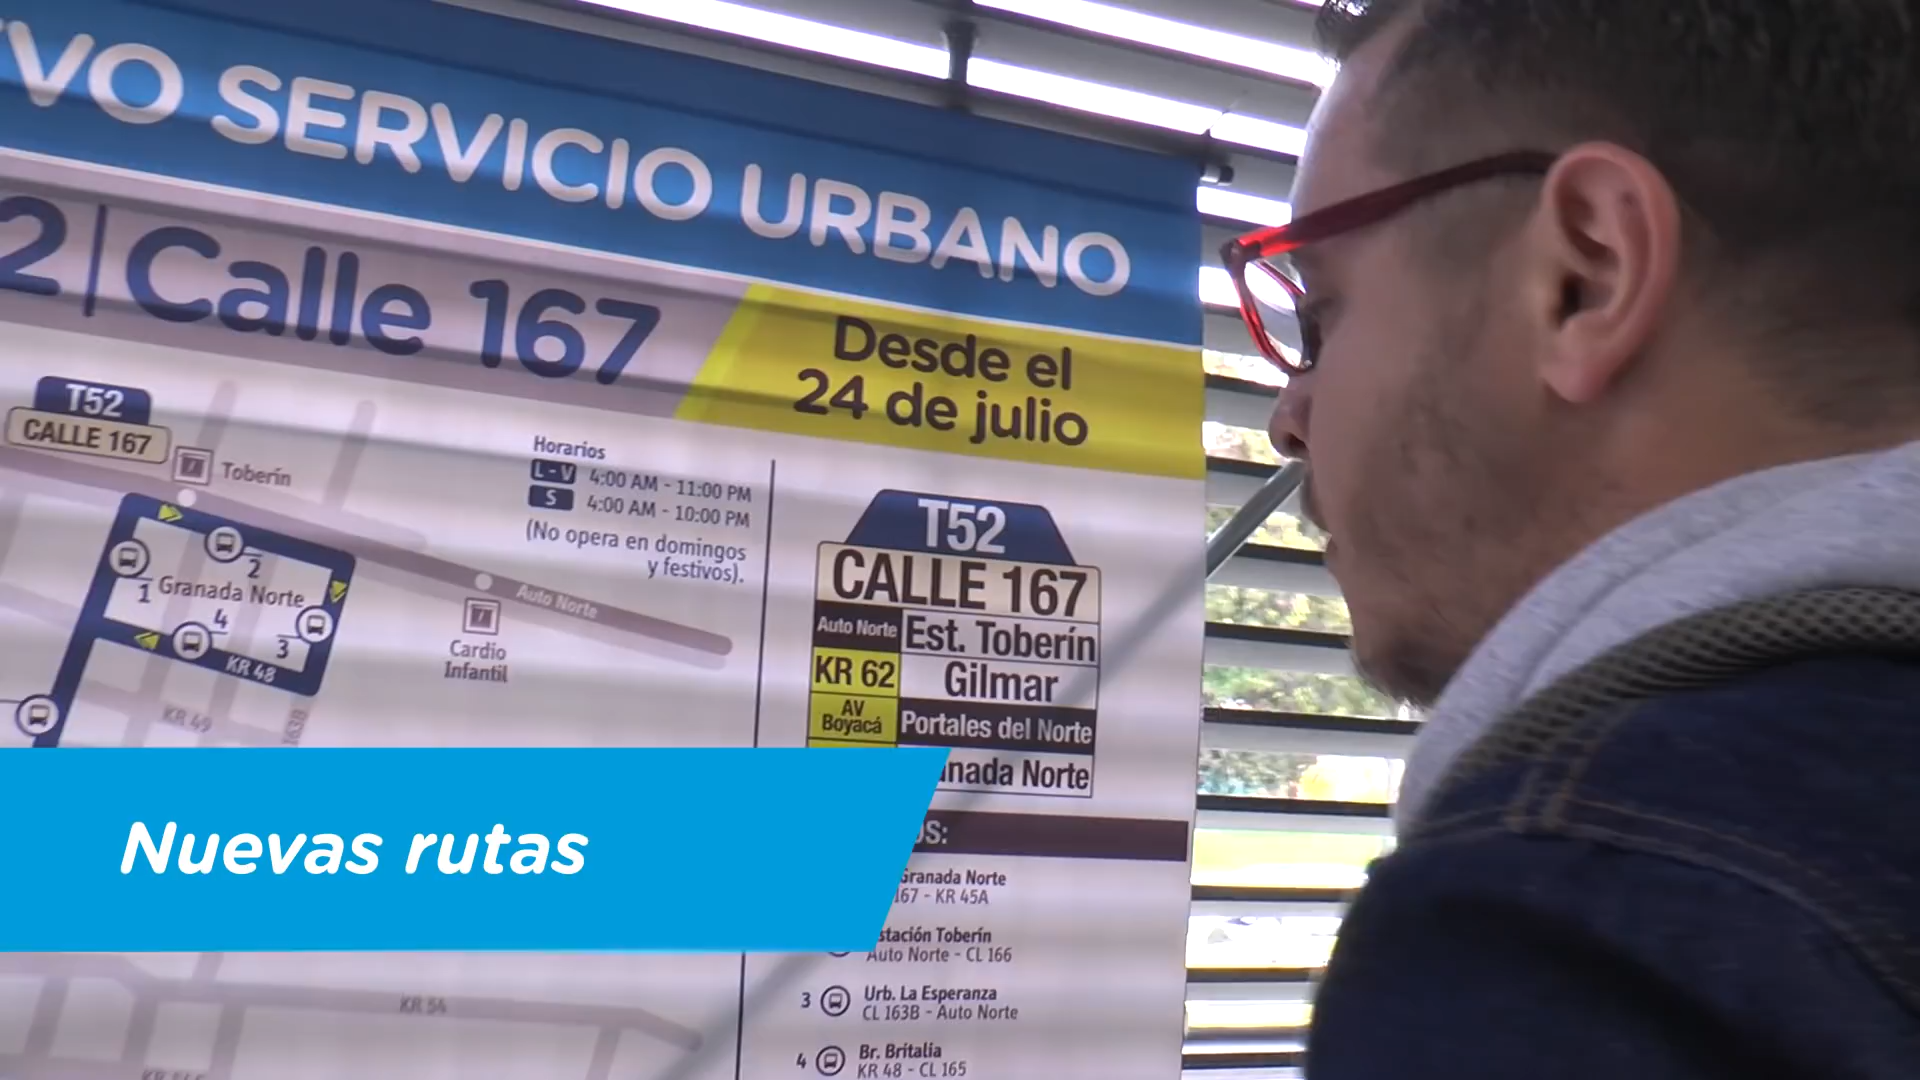 VO SERVICIO URBANO
2 | Calle 167
Desde el
24 de julio
T52
CALLE 167
Toberín
Horarios
L - V 4:00 AM - 11:00 PM
S 4:00 AM - 10:00 PM
(No opera en domingos
y festivos).
Granada Norte
1
2
3
4
KR 48
KR 49
163B
Auto Norte
Cardio
Infantil
T52
CALLE 167
Auto Norte Est. Toberín
KR 62 Gilmar
AV
Boyacá Portales del Norte
nada Norte
OS:
Granada Norte
167 - KR 45A
stación Toberín
Auto Norte - CL 166
3 Urb. La Esperanza
CL 163B - Auto Norte
4 Br. Britalia
KR 48 - CL 165
KR 54
Nuevas rutas